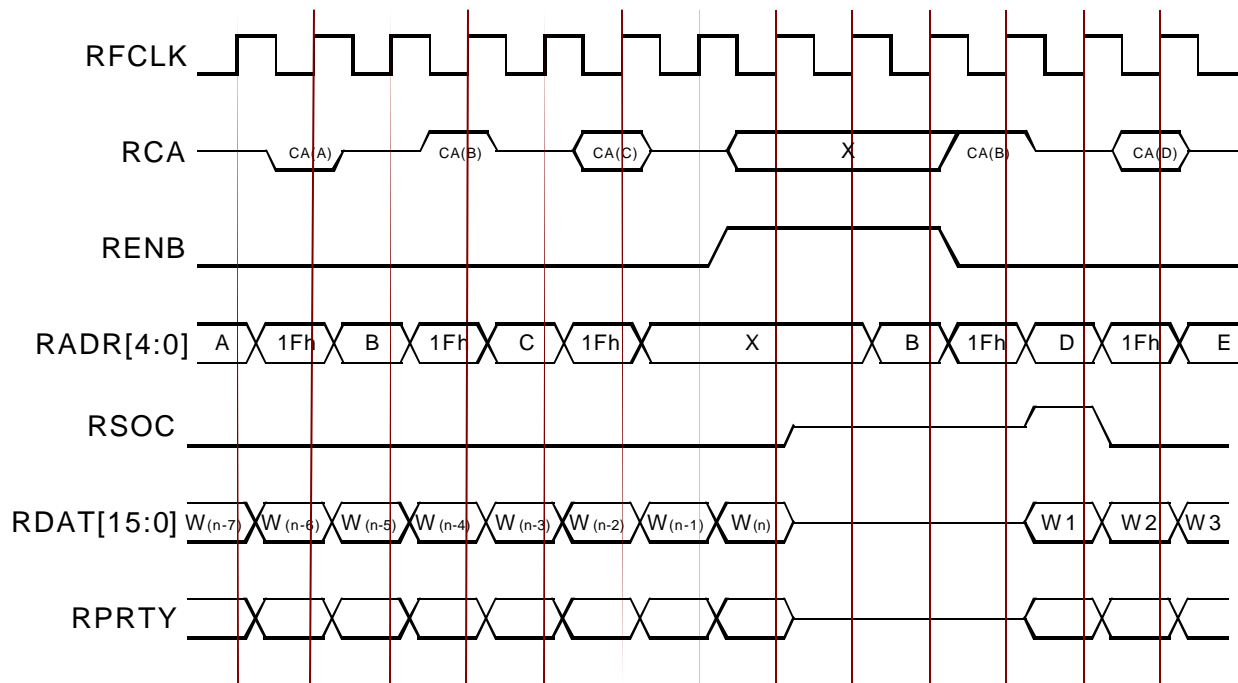 RFCLK
RCA CA(A) CA(B) CA(C) X CA(B) CA(D)
RENB
RADR[4:0] A 1Fh B 1Fh C 1Fh X B 1Fh D 1Fh E
RSOC
RDAT[15:0] W(n-7) W(n-6) W(n-5) W(n-4) W(n-3) W(n-2) W(n-1) W(n) W1 W2 W3
RPRTY